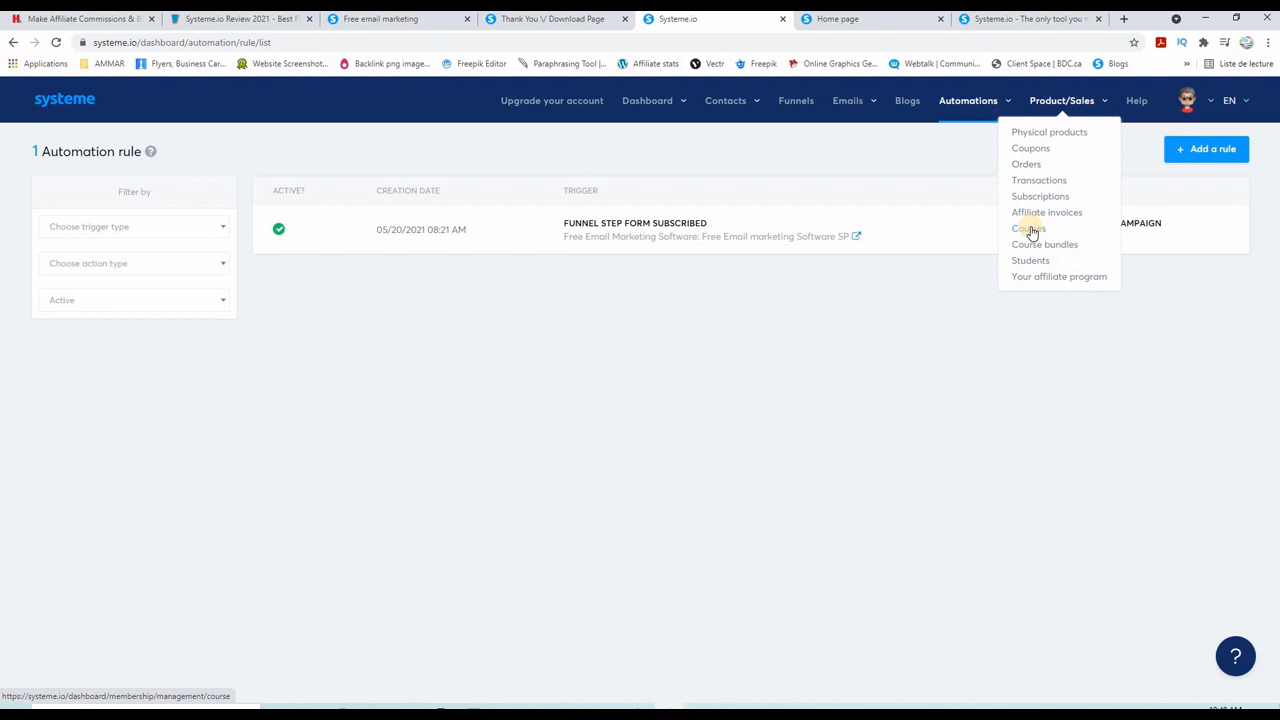 Make Affiliate Commissions & B
Systeme.io Review 2021 - Best F
Free email marketing
Thank You \/ Download Page
Systeme.io
Home page
Systeme.io - The only tool you n
systeme.io/dashboard/automation/rule/list
Applications
AMMAR
Flyers, Business Car...
Website Screenshot...
Backlink png image...
Freepik Editor
Paraphrasing Tool |...
Affiliate stats
Vectr
Freepik
Online Graphics Ge...
Webtalk | Communi...
Client Space | BDC.ca
Blogs
»
Liste de lecture
systeme
Upgrade your account
Dashboard
Contacts
Funnels
Emails
Blogs
Automations
Product/Sales
Help
EN
Physical products
Coupons
Orders
Transactions
Subscriptions
Affiliate invoices
Courses
Course bundles
Students
Your affiliate program
1 Automation rule ?
+ Add a rule
Filter by
Choose trigger type
Choose action type
Active
ACTIVE?
CREATION DATE
TRIGGER
05/20/2021 08:21 AM
FUNNEL STEP FORM SUBSCRIBED
Free Email Marketing Software: Free Email marketing Software SP
AMPAIGN
?
https://systeme.io/dashboard/membership/management/course